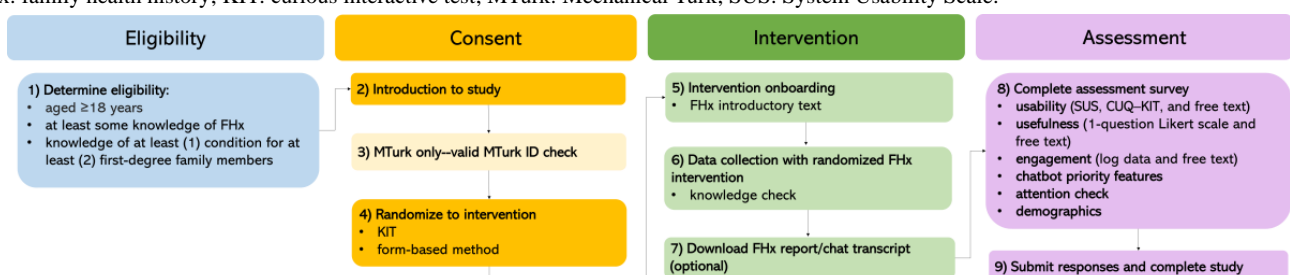 x: family health history; KIT: curious interactive test; MTurk: Mechanical Turk; SUS: System Usability Scale.
Eligibility
Consent
Intervention
Assessment
1) Determine eligibility:
• aged ≥18 years
• at least some knowledge of FHx
• knowledge of at least (1) condition for at
least (2) first-degree family members
2) Introduction to study
3) MTurk only--valid MTurk ID check
4) Randomize to intervention
• KIT
• form-based method
5) Intervention onboarding
• FHx introductory text
6) Data collection with randomized FHx
intervention
• knowledge check
7) Download FHx report/chat transcript
(optional)
8) Complete assessment survey
• usability (SUS, CUQ–KIT, and free text)
• usefulness (1-question Likert scale and
free text)
• engagement (log data and free text)
• chatbot priority features
• attention check
• demographics
9) Submit responses and complete study